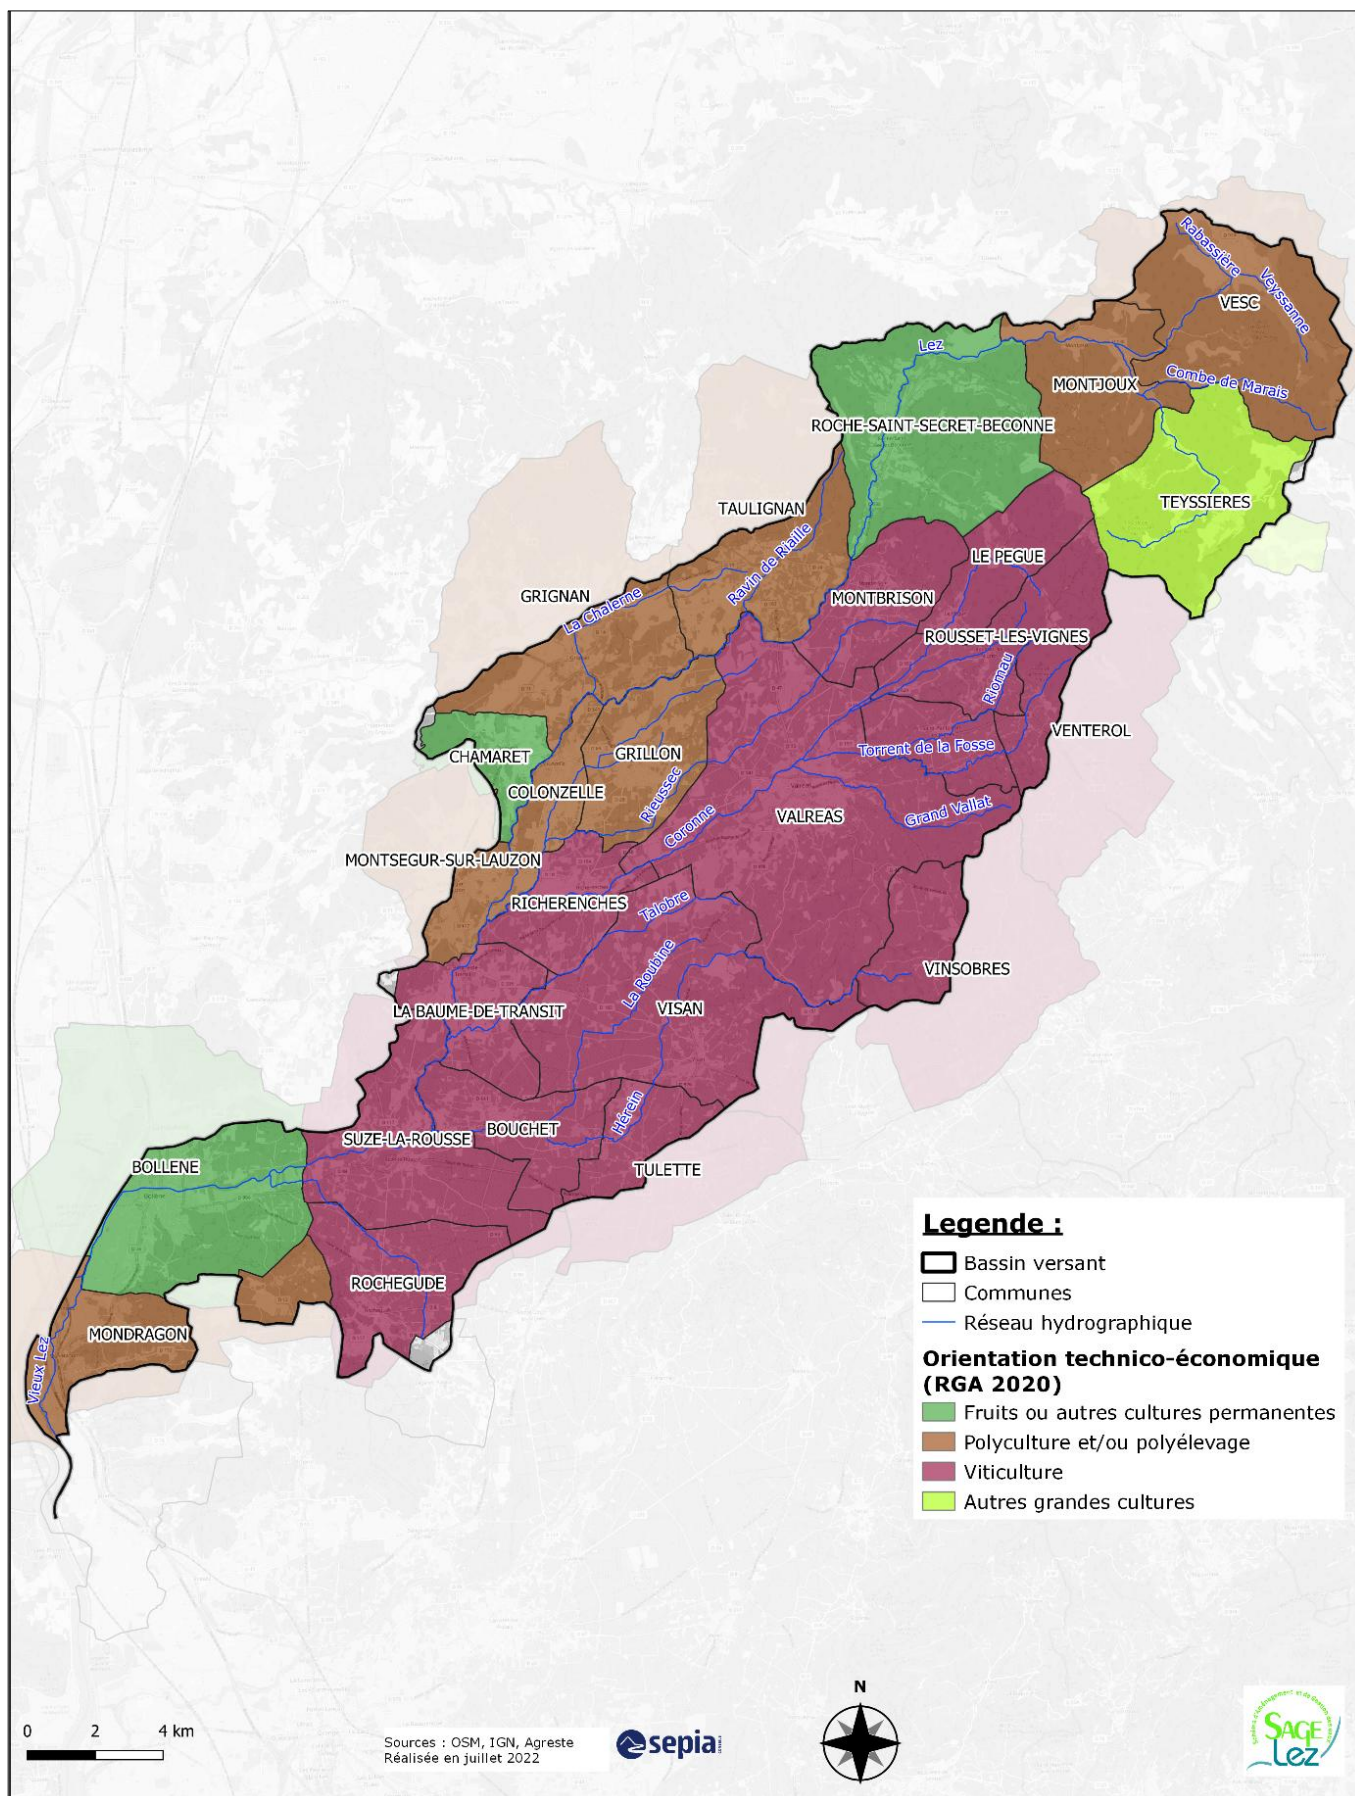 Rabassière
Veyssanne
VESC
Lez
Combe de Marais
MONTJOUX
ROCHE-SAINT-SECRET-BECONNE
TEYSSIERES
TAULIGNAN
Ravin de Riaille
LE PEGUE
GRIGNAN
La Chalerne
MONTBRISON
ROUSSET-LES-VIGNES
Riomau
VENTEROL
CHAMARET
GRILLON
Torrent de la Fosse
COLONZELLE
Rieussec
Coronne
VALREAS
Grand Vallat
MONTSEGUR-SUR-LAUZON
RICHERENCHES
Talobre
La Roubine
VINSOBRES
LA BAUME-DE-TRANSIT
VISAN
Hérein
BOUCHET
SUZE-LA-ROUSSE
BOLLENE
TULETTE
ROCHEGUDE
MONDRAGON
Vieux Lez
Legende :
Bassin versant
Communes
Réseau hydrographique
Orientation technico-économique
(RGA 2020)
Fruits ou autres cultures permanentes
Polyculture et/ou polyélevage
Viticulture
Autres grandes cultures
N
0 2 4 km
Sources : OSM, IGN, Agreste
Réalisée en juillet 2022
sepia
SAGE
Lez